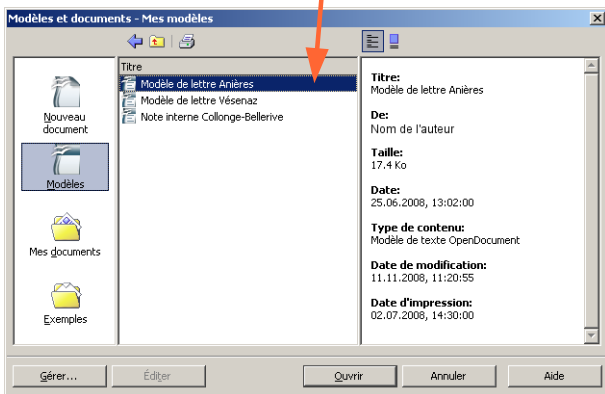 Modèles et documents - Mes modèles
Nouveau
document
Modèles
Mes documents
Exemples
Titre
Modèle de lettre Anières
Modèle de lettre Vésenaz
Note interne Collonge-Bellerive
Titre:
Modèle de lettre Anières
De:
Nom de l'auteur
Taille:
17.4 Ko
Date:
25.06.2008, 13:02:00
Type de contenu:
Modèle de texte OpenDocument
Date de modification:
11.11.2008, 11:20:55
Date d'impression:
02.07.2008, 14:30:00
Gérer... Éditer Ouvrir Annuler Aide